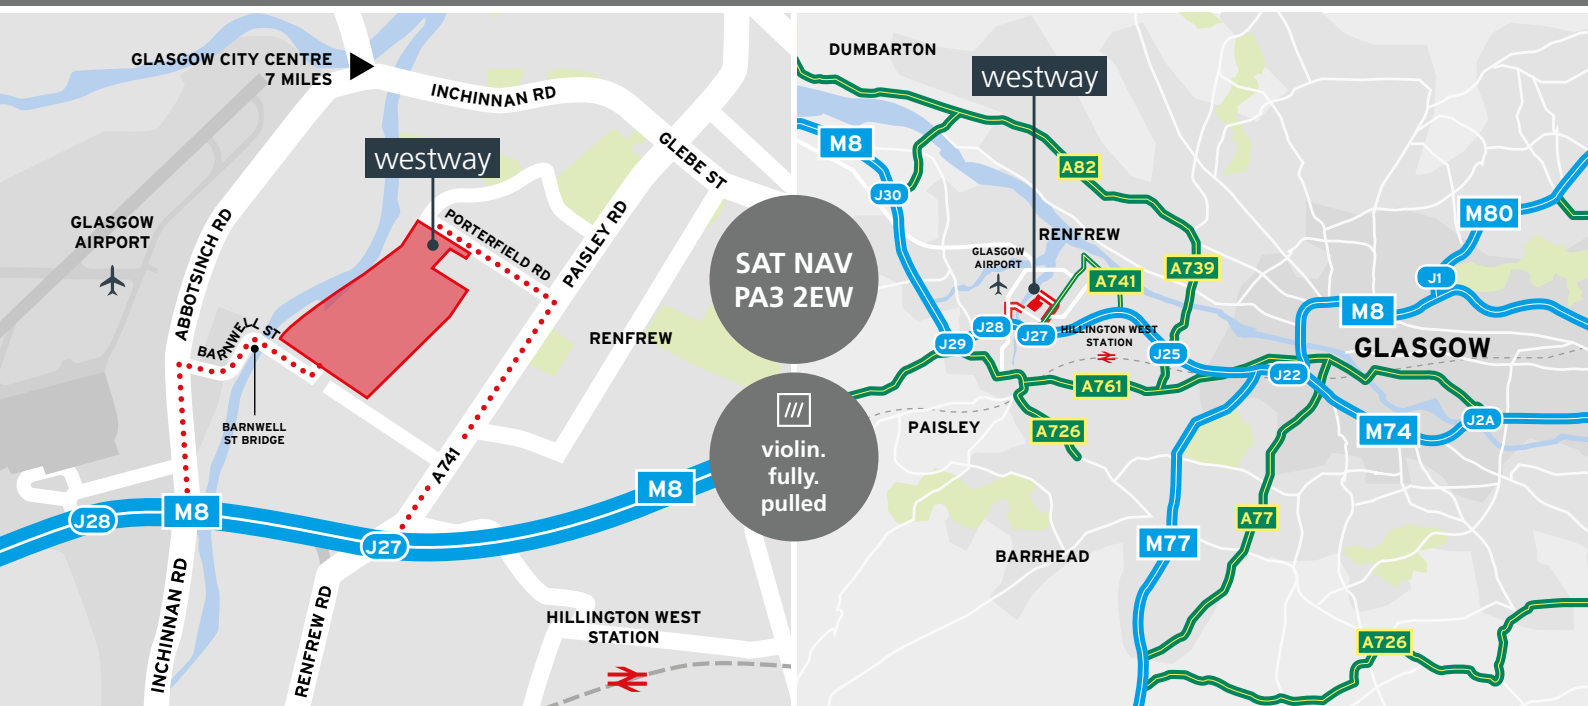 GLASGOW CITY CENTRE
7 MILES
INCHINNAN RD
GLEBE ST
westway
GLASGOW
AIRPORT
ABBOTSINCH RD
PORTERFIELD RD
PAISLEY RD
BARNWELL ST
RENFREW
BARNWELL
ST BRIDGE
A741
M8
M8
J28
J27
INCHINNAN RD
RENFREW RD
HILLINGTON WEST
STATION
SAT NAV
PA3 2EW
violin.
fully.
pulled
DUMBARTON
westway
M8
A82
J30
M80
RENFREW
GLASGOW
AIRPORT
A739
A741
J1
M8
J28
J27
HILLINGTON WEST
STATION
J29
J25
GLASGOW
J22
A761
PAISLEY
A726
M74
J2A
A77
M77
BARRHEAD
A726